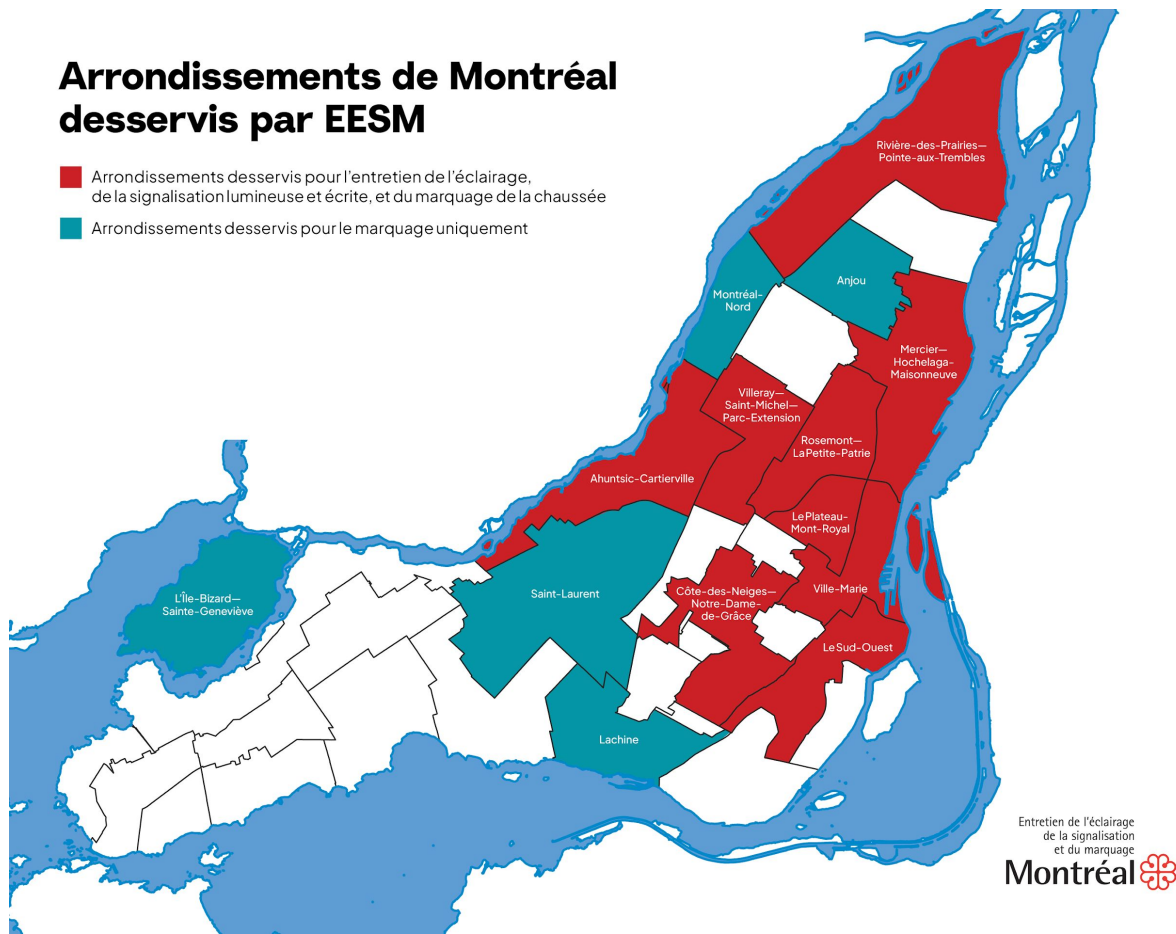 Arrondissements de Montréal
desservis par EESM
Arrondissements desservis pour l'entretien de l'éclairage,
de la signalisation lumineuse et écrite, et du marquage de la chaussée
Arrondissements desservis pour le marquage uniquement
Rivière-des-Prairies—
Pointe-aux-Trembles
Anjou
Montréal-
Nord
Mercier—
Hochelaga-
Maisonneuve
Villeray—
Saint-Michel—
Parc-Extension
Rosemont—
La Petite-Patrie
Ahuntsic-Cartierville
Le Plateau-
Mont-Royal
L'Île-Bizard—
Sainte-Geneviève
Saint-Laurent
Côte-des-Neiges—
Notre-Dame-
de-Grâce
Ville-Marie
Le Sud-Ouest
Lachine
Entretien de l'éclairage
de la signalisation
et du marquage
Montréal